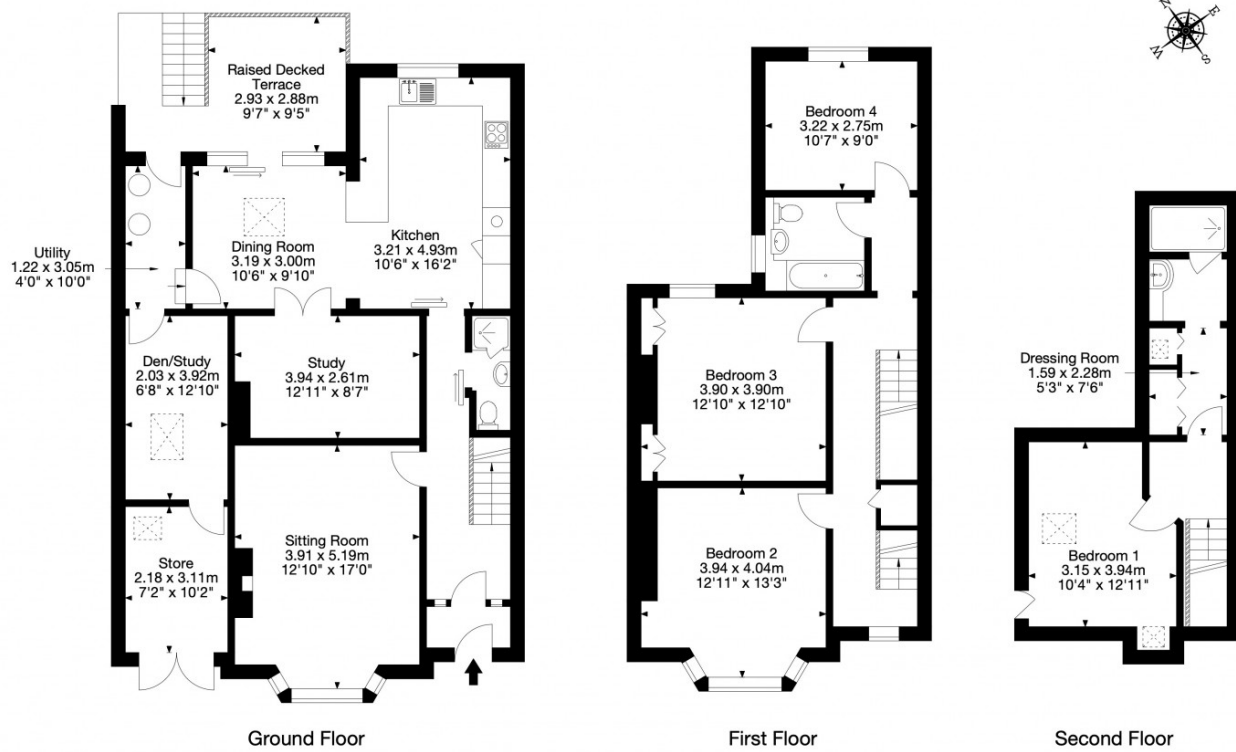 N
E
S
W
Raised Decked
Terrace
2.93 x 2.88m
9'7" x 9'5"
Utility
1.22 x 3.05m
4'0" x 10'0"
Dining Room
3.19 x 3.00m
10'6" x 9'10"
Kitchen
3.21 x 4.93m
10'6" x 16'2"
Den/Study
2.03 x 3.92m
6'8" x 12'10"
Study
3.94 x 2.61m
12'11" x 8'7"
Store
2.18 x 3.11m
7'2" x 10'2"
Sitting Room
3.91 x 5.19m
12'10" x 17'0"
Ground Floor
Bedroom 4
3.22 x 2.75m
10'7" x 9'0"
Bedroom 3
3.90 x 3.90m
12'10" x 12'10"
Bedroom 2
3.94 x 4.04m
12'11" x 13'3"
First Floor
Dressing Room
1.59 x 2.28m
5'3" x 7'6"
Bedroom 1
3.15 x 3.94m
10'4" x 12'11"
Second Floor